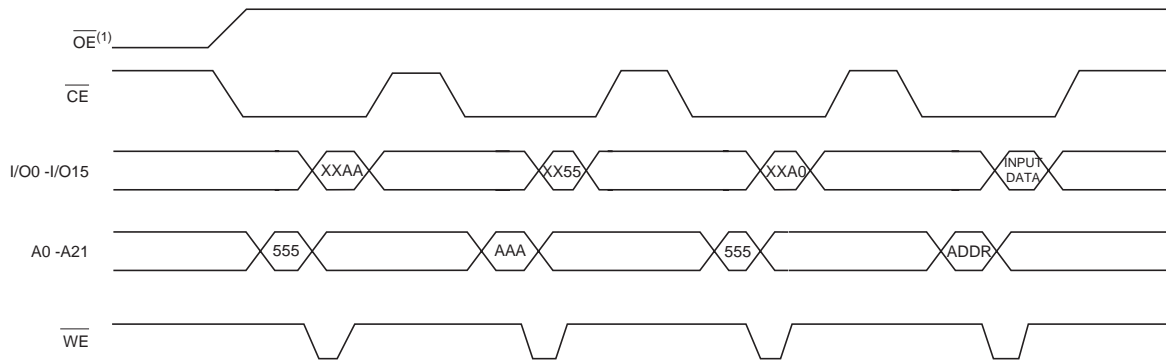 OE(1)
CE
I/O0 -I/O15
XXAA
XX55
XXA0
INPUT
DATA
A0 -A21
555
AAA
555
ADDR
WE